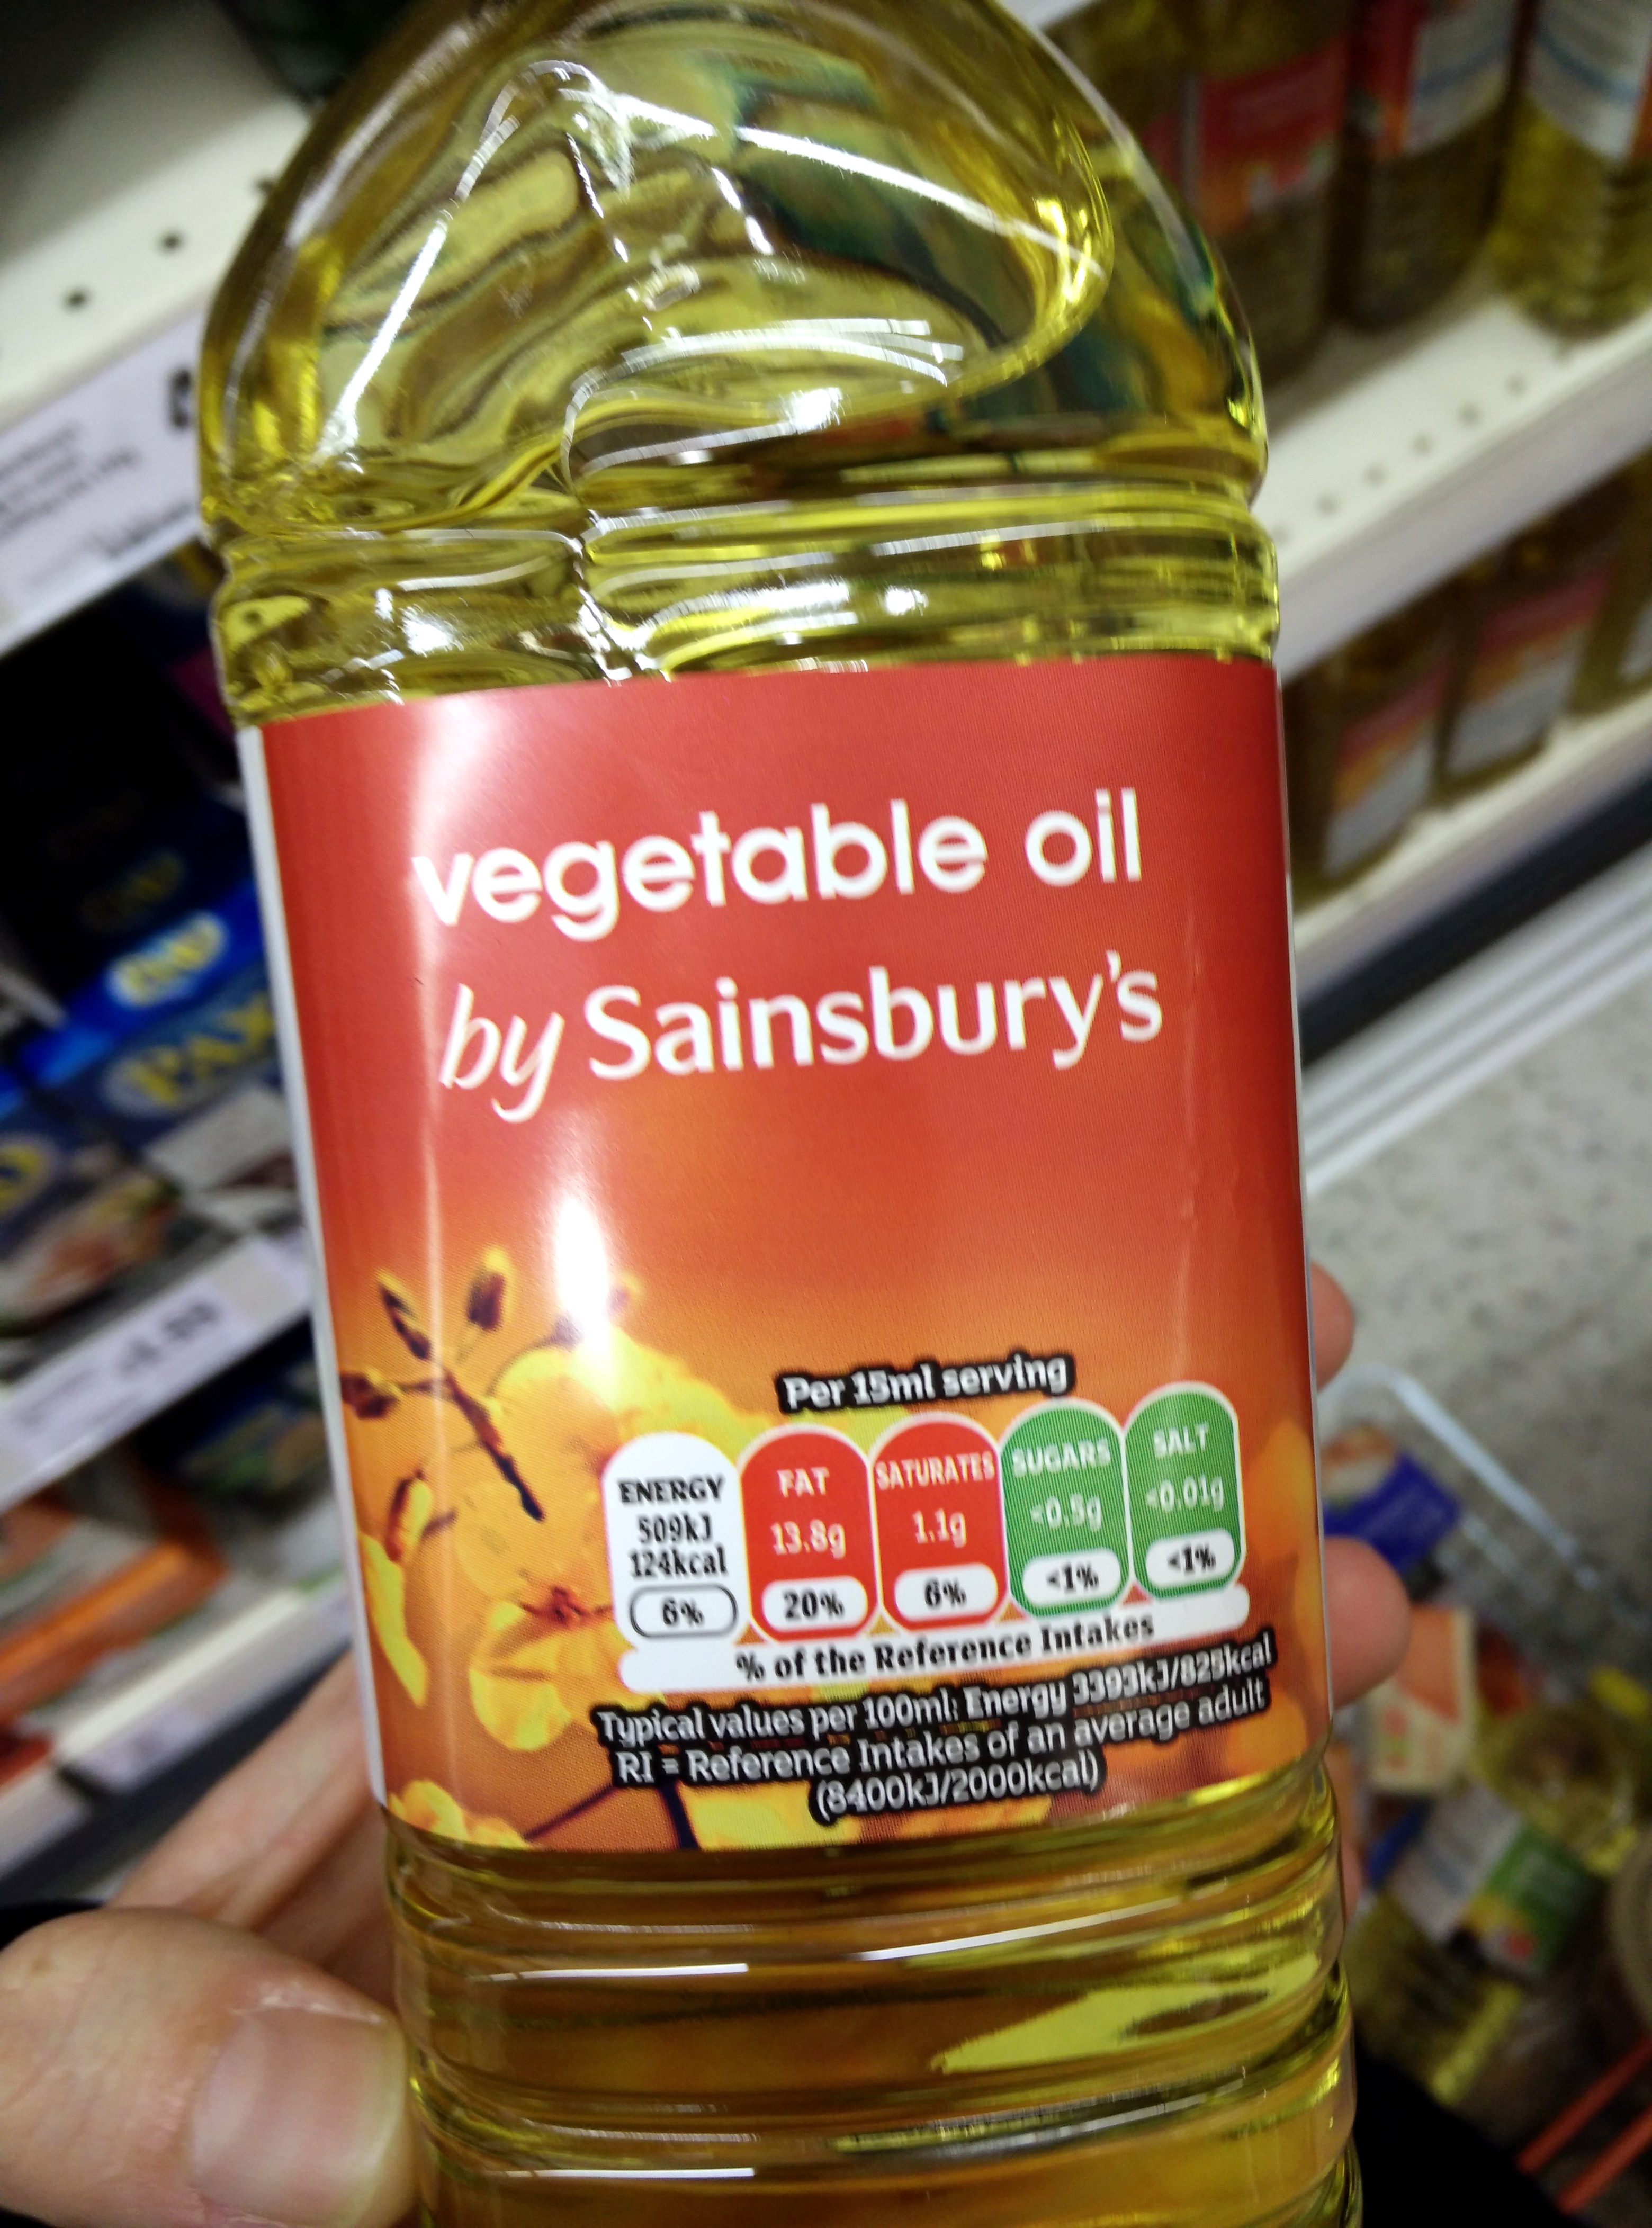 vegetable oil
by Sainsbury's
Per 15ml serving
ENERGY
509kJ
124kcal
6%
FAT
13.8g
20%
SATURATES
1.1g
6%
SUGARS
<0.5g
<1%
SALT
<0.01g
<1%
% of the Reference Intakes
Typical values per 100ml: Energy 3393kJ/825kcal
RI = Reference Intakes of an average adult
(8400kJ/2000kcal)
PAXO